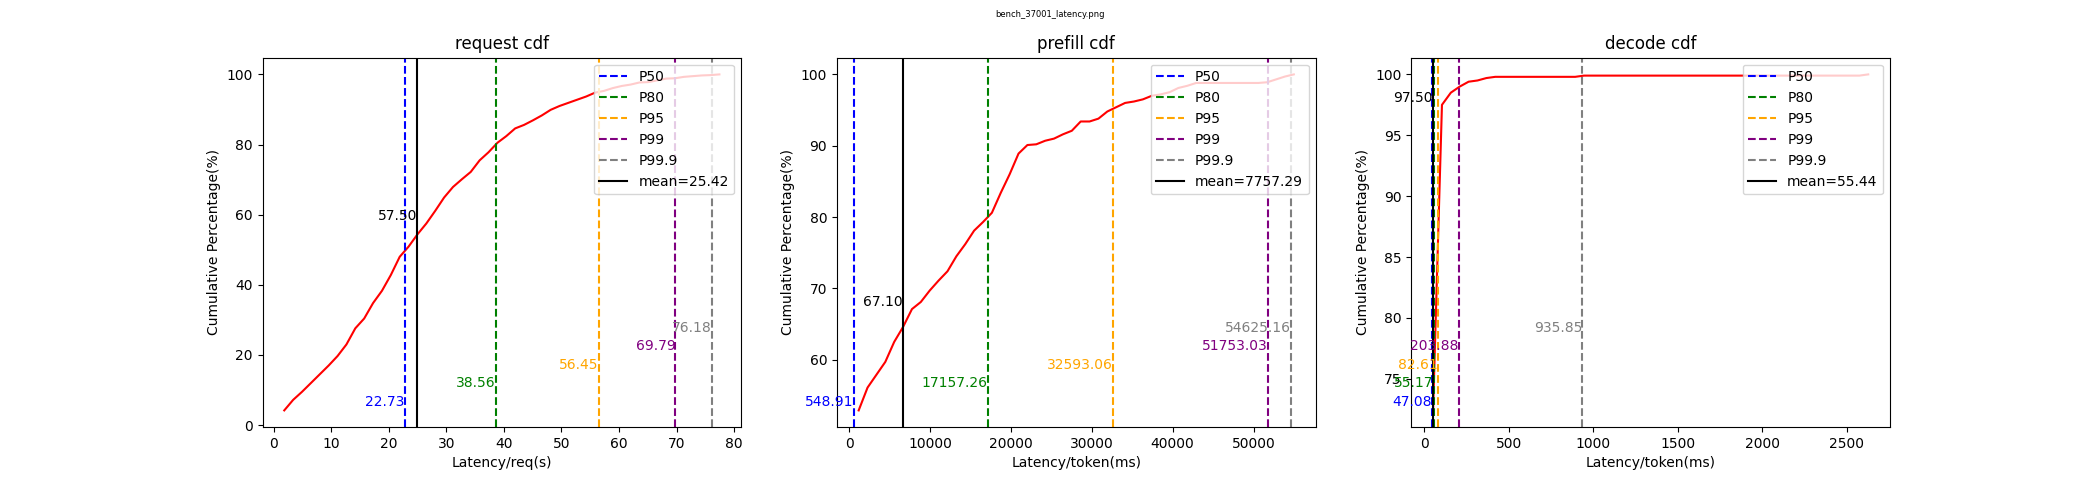 bench_37001_latency.png
request cdf
Cumulative Percentage(%)
100
80
60
40
20
0
0 10 20 30 40 50 60 70 80
Latency/req(s)
57.50
22.73
38.56
56.45
69.79
76.18
P50
P80
P95
P99
P99.9
mean=25.42
prefill cdf
Cumulative Percentage(%)
100
90
80
70
60
0 10000 20000 30000 40000 50000
Latency/token(ms)
67.10
548.91
17157.26
32593.06
51753.03
54625.16
P50
P80
P95
P99
P99.9
mean=7757.29
decode cdf
Cumulative Percentage(%)
100
95
90
85
80
75
0 500 1000 1500 2000 2500
Latency/token(ms)
97.50
47.08
55.17
203.88
935.85
P50
P80
P95
P99
P99.9
mean=55.44